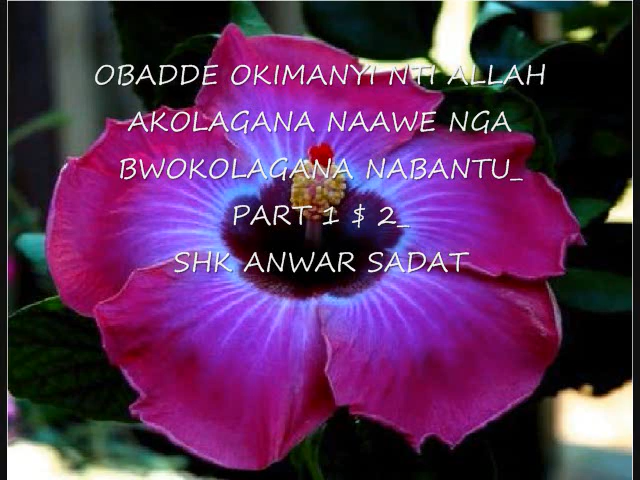 OBADDE OKIMANYI NTI ALLAH
AKOLAGANA NAAWE NGA
BWOKOLAGANA NABANTU_
PART 1 $ 2_
SHK ANWAR SADAT